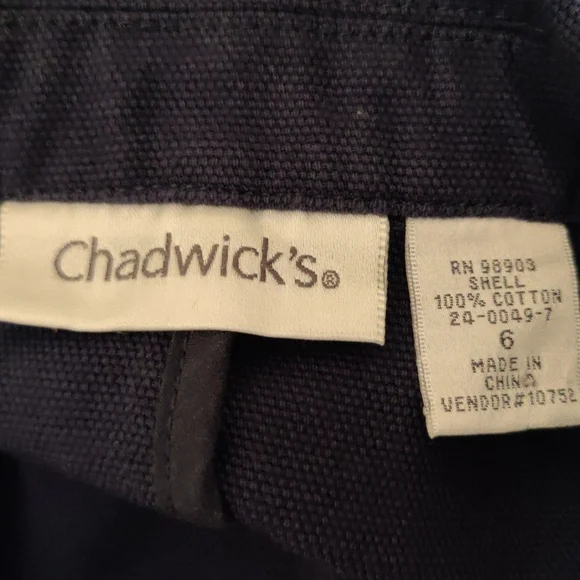 Chadwick's®
RN 98903
SHELL
100% COTTON
24-0049-7
6
MADE IN
CHINA
VENDOR#10752